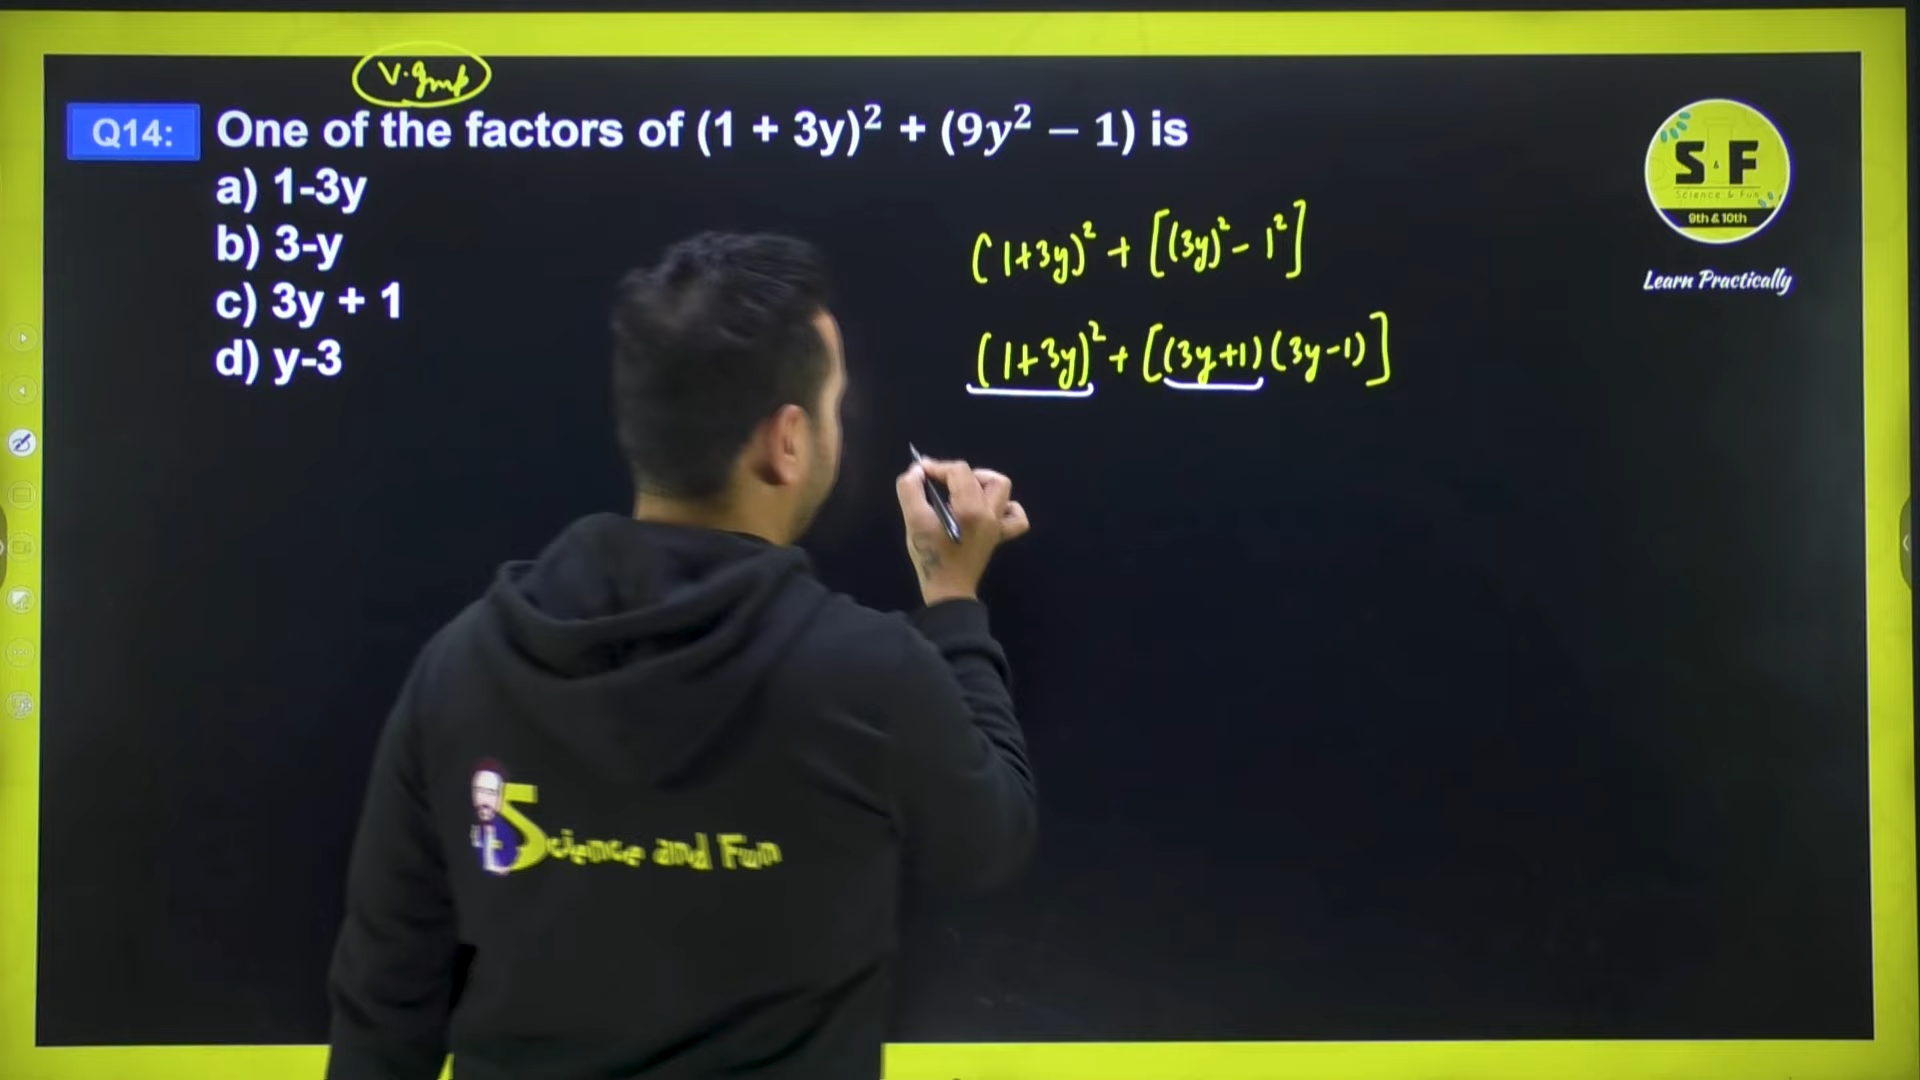 V. Imp
Q14: One of the factors of (1 + 3y)² + (9y² − 1) is
a) 1-3y
b) 3-y
c) 3y + 1
d) y-3
(1+3y)² + [(3y)² - 1²]
(1+3y)² + [(3y+1)(3y-1)]
S & F
Science & Fun
9th & 10th
Learn Practically
Science and Fun